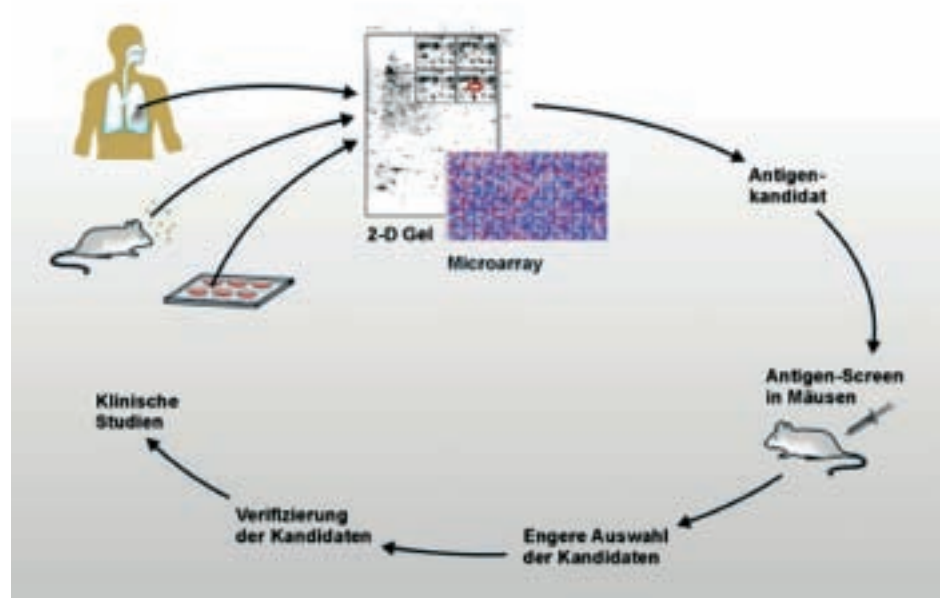 2-D Gel
Microarray
Antigen-
kandidat
Antigen-Screen
in Mäusen
Engere Auswahl
der Kandidaten
Verifizierung
der Kandidaten
Klinische
Studien